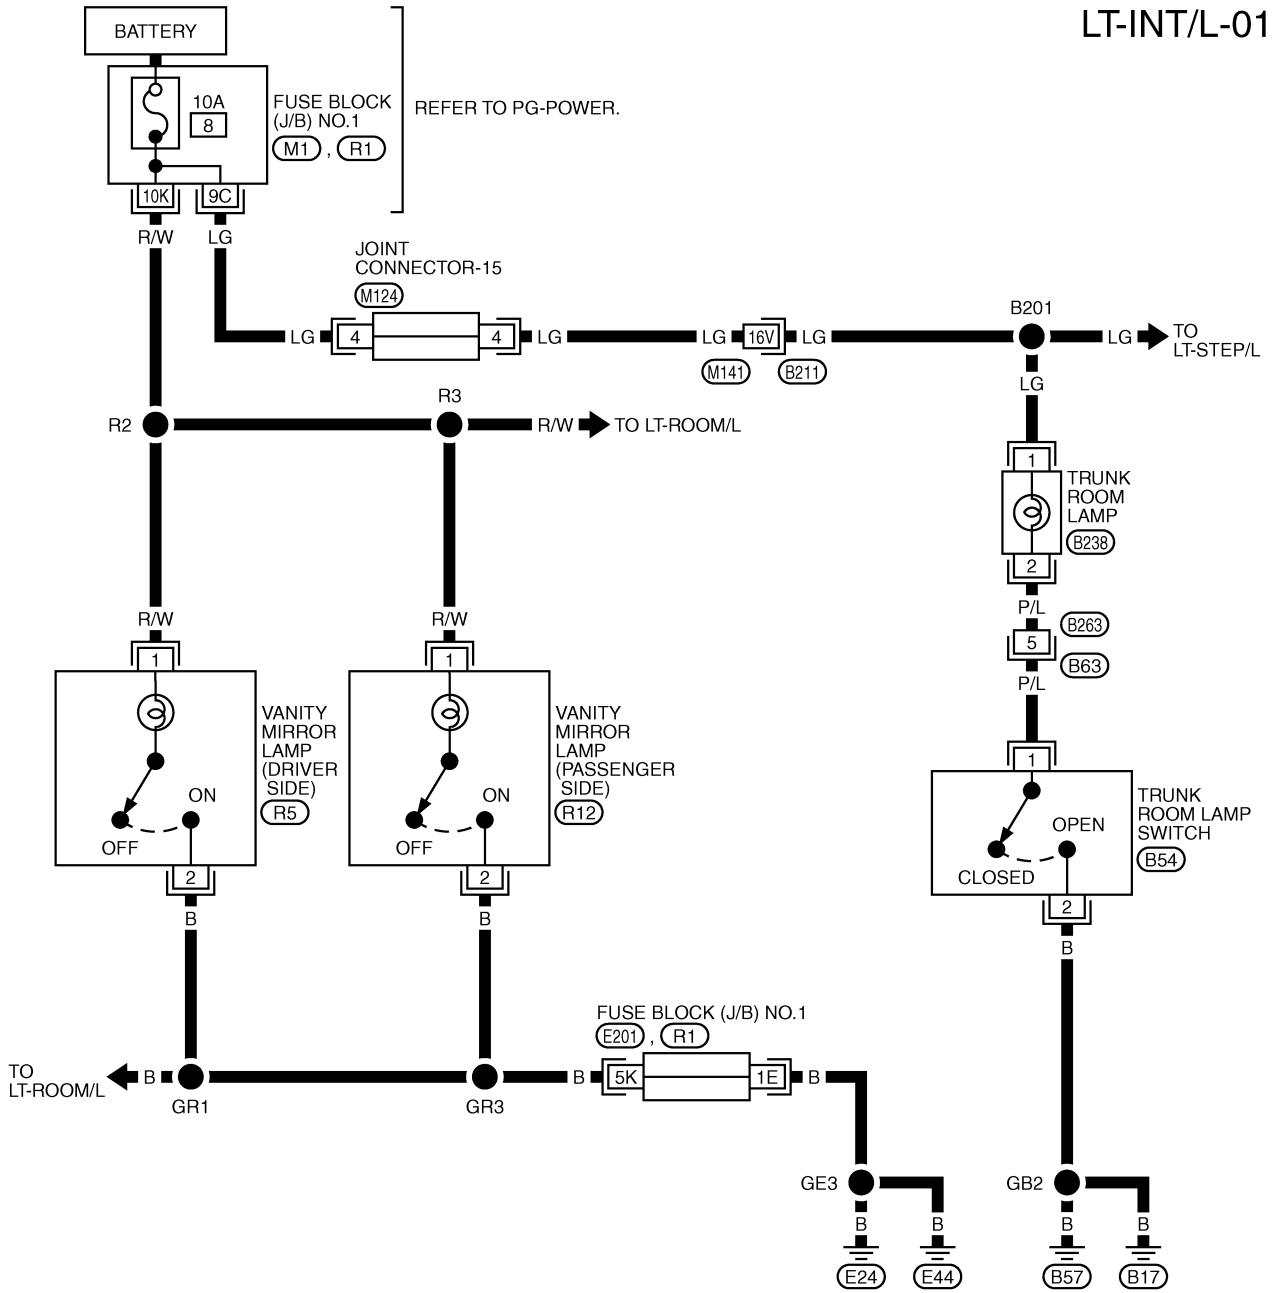 LT-INT/L-01
BATTERY
10A
8
FUSE BLOCK
(J/B) NO.1
M1 , R1
REFER TO PG-POWER.
10K 9C
R/W LG
JOINT
CONNECTOR-15
M124
LG 4 4 LG LG 16V LG
M141 B211
B201
LG
TO
LT-STEP/L
LG
R2
R3
R/W
TO LT-ROOM/L
1
TRUNK
ROOM
LAMP
B238
2
P/L
B263
5
B63
P/L
R/W R/W
1 1
VANITY
MIRROR
LAMP
(DRIVER
SIDE)
R5
ON
OFF
2
B
VANITY
MIRROR
LAMP
(PASSENGER
SIDE)
R12
ON
OFF
2
B
1
TRUNK
ROOM LAMP
SWITCH
B54
OPEN
CLOSED
2
B
FUSE BLOCK (J/B) NO.1
E201 , R1
TO
LT-ROOM/L
B
GR1
GR3
B 5K 1E B
GE3
GB2
B B B B
E24 E44 B57 B17